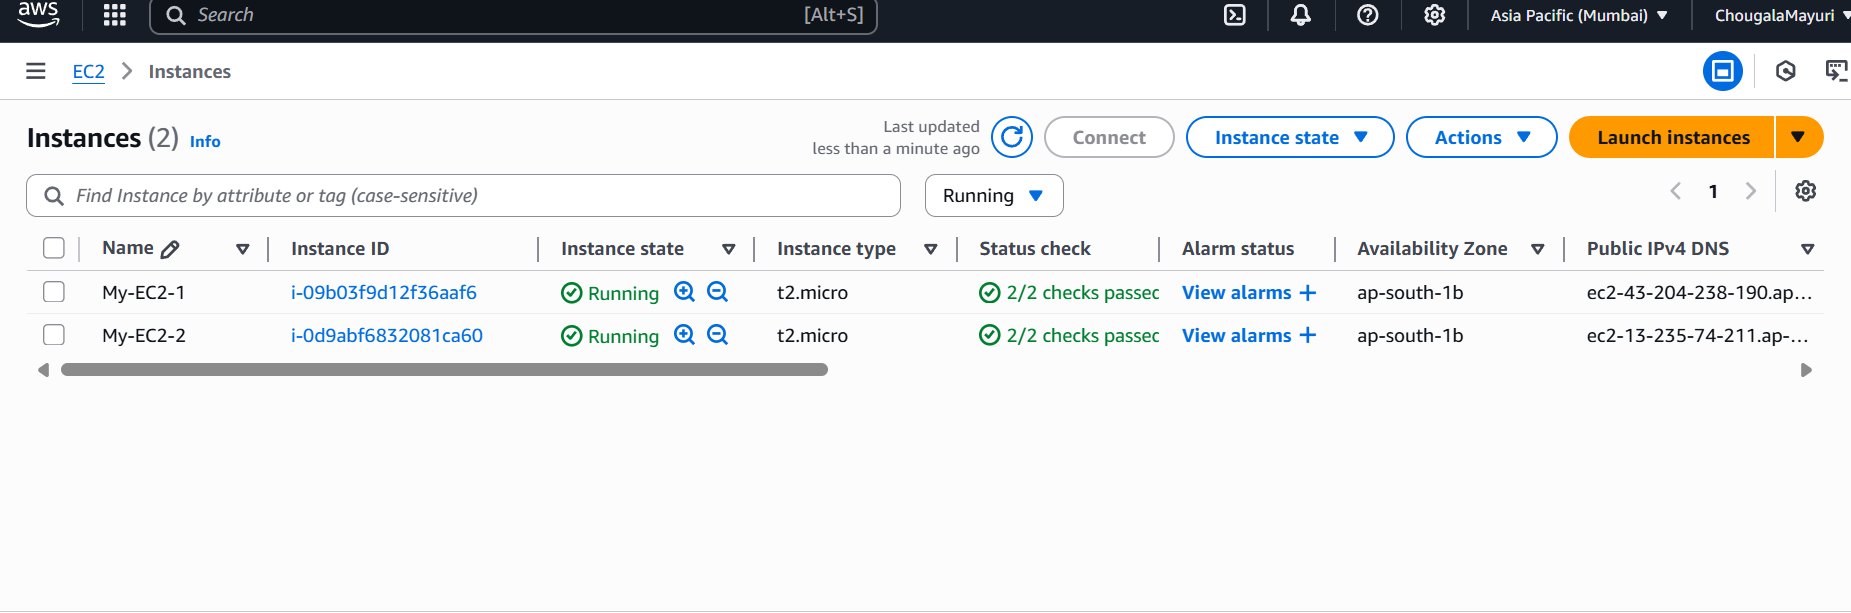 aws Search [Alt+S] Asia Pacific (Mumbai) ChougalaMayuri
EC2 Instances
Instances (2) Info Last updated less than a minute ago Connect Instance state Actions Launch instances
Find Instance by attribute or tag (case-sensitive) Running 1
Name Instance ID Instance state Instance type Status check Alarm status Availability Zone Public IPv4 DNS
My-EC2-1 i-09b03f9d12f36aaf6 Running t2.micro 2/2 checks passec View alarms + ap-south-1b ec2-43-204-238-190.ap...
My-EC2-2 i-0d9abf6832081ca60 Running t2.micro 2/2 checks passec View alarms + ap-south-1b ec2-13-235-74-211.ap-...